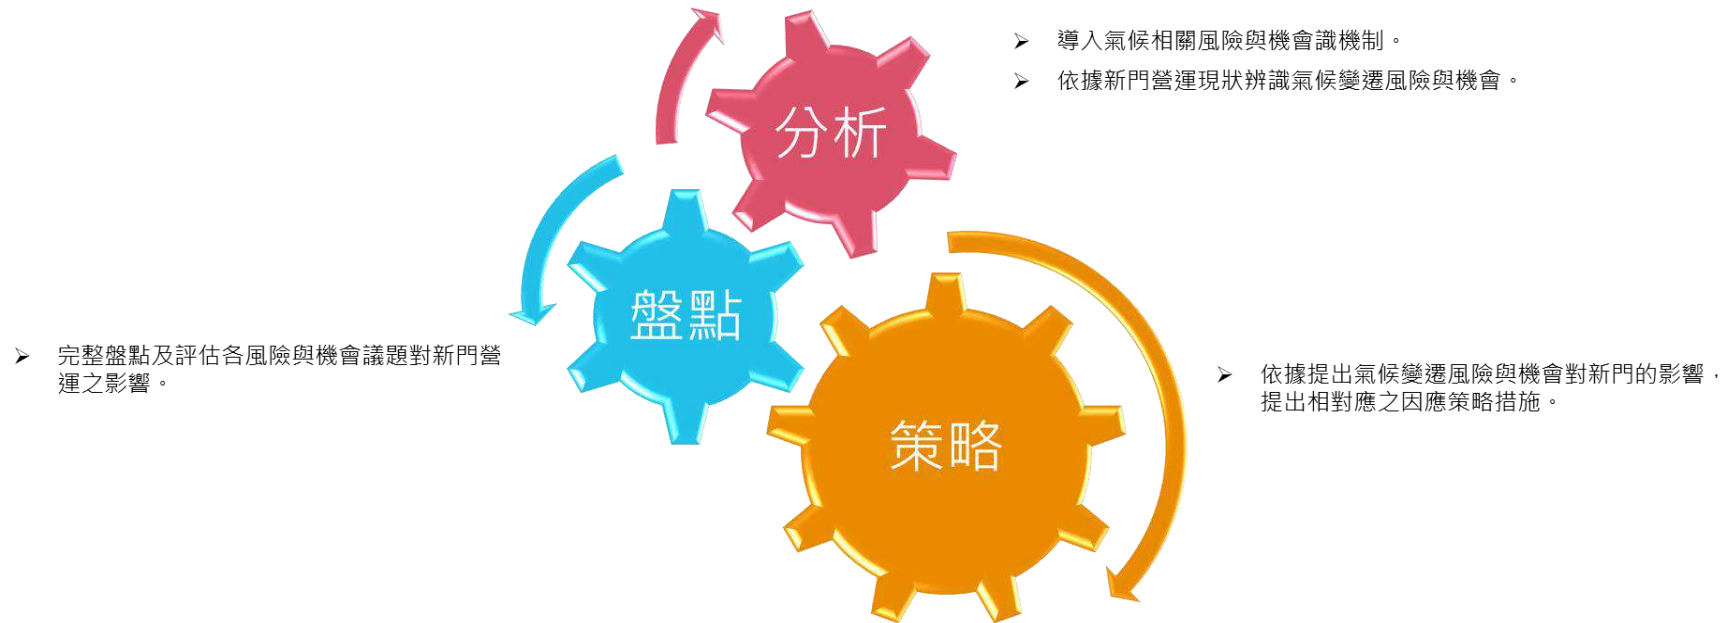 分析
➢ 導入氣候相關風險與機會識機制。
➢ 依據新門營運現狀辨識氣候變遷風險與機會。
盤點
➢ 完整盤點及評估各風險與機會議題對新門營
運之影響。
策略
➢ 依據提出氣候變遷風險與機會對新門的影響，
提出相對應之因應策略措施。